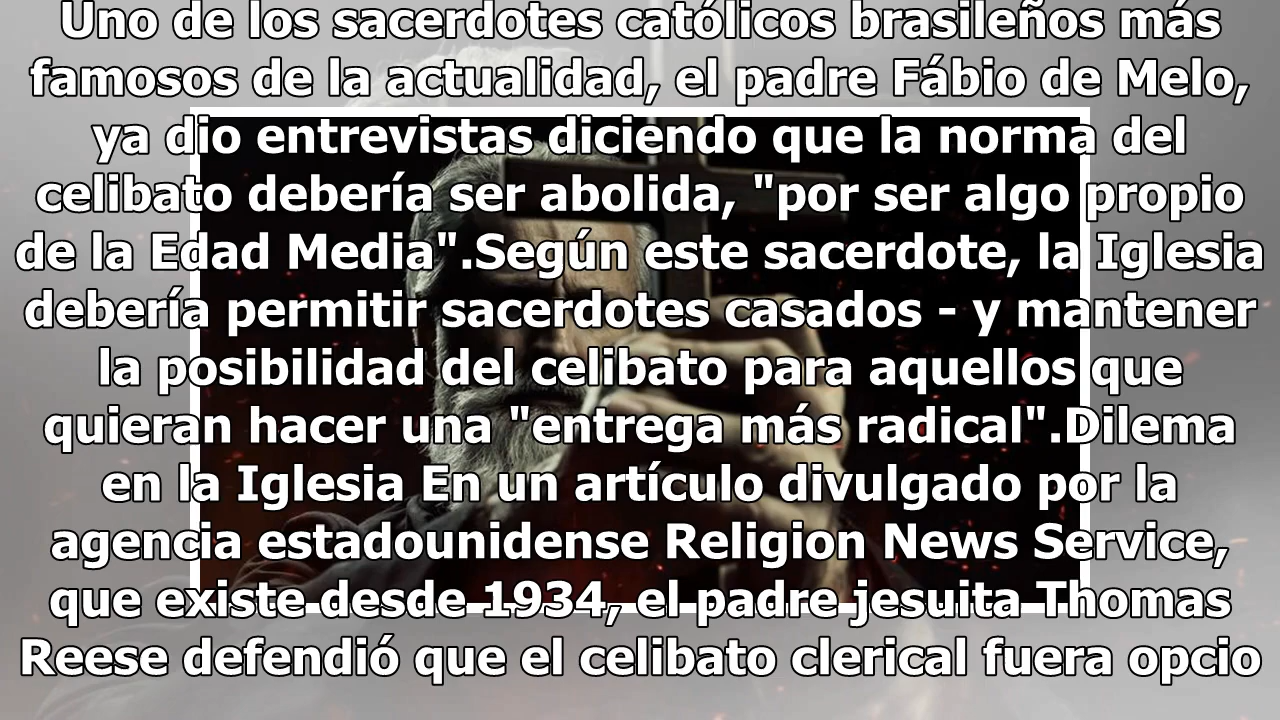 Uno de los sacerdotes católicos brasileños más
famosos de la actualidad, el padre Fábio de Melo,
ya dio entrevistas diciendo que la norma del
celibato debería ser abolida, "por ser algo propio
de la Edad Media".Según este sacerdote, la Iglesia
debería permitir sacerdotes casados - y mantener
la posibilidad del celibato para aquellos que
quieran hacer una "entrega más radical".Dilema
en la Iglesia En un artículo divulgado por la
agencia estadounidense Religion News Service,
que existe desde 1934, el padre jesuita Thomas
Reese defendió que el celibato clerical fuera opcio